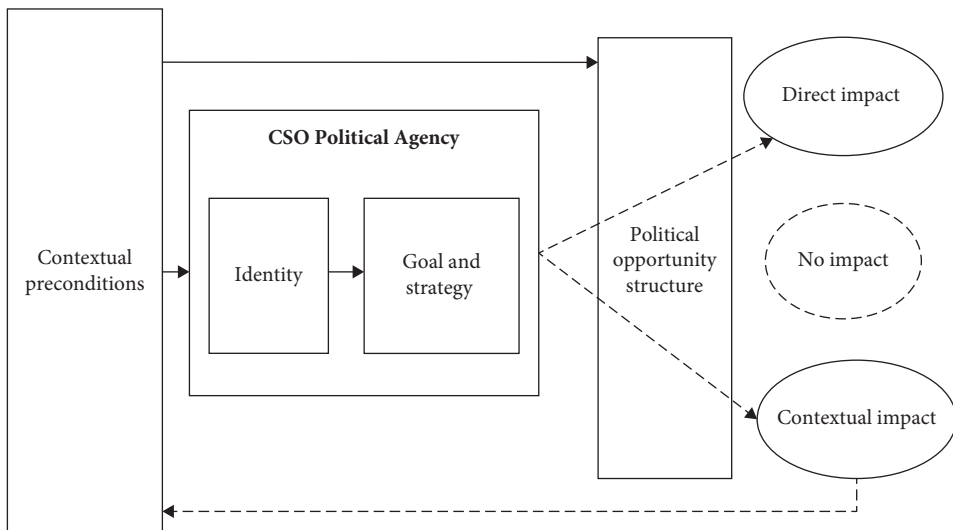 Contextual
preconditions
CSO Political Agency
Identity
Goal and
strategy
Political
opportunity
structure
Direct impact
No impact
Contextual impact